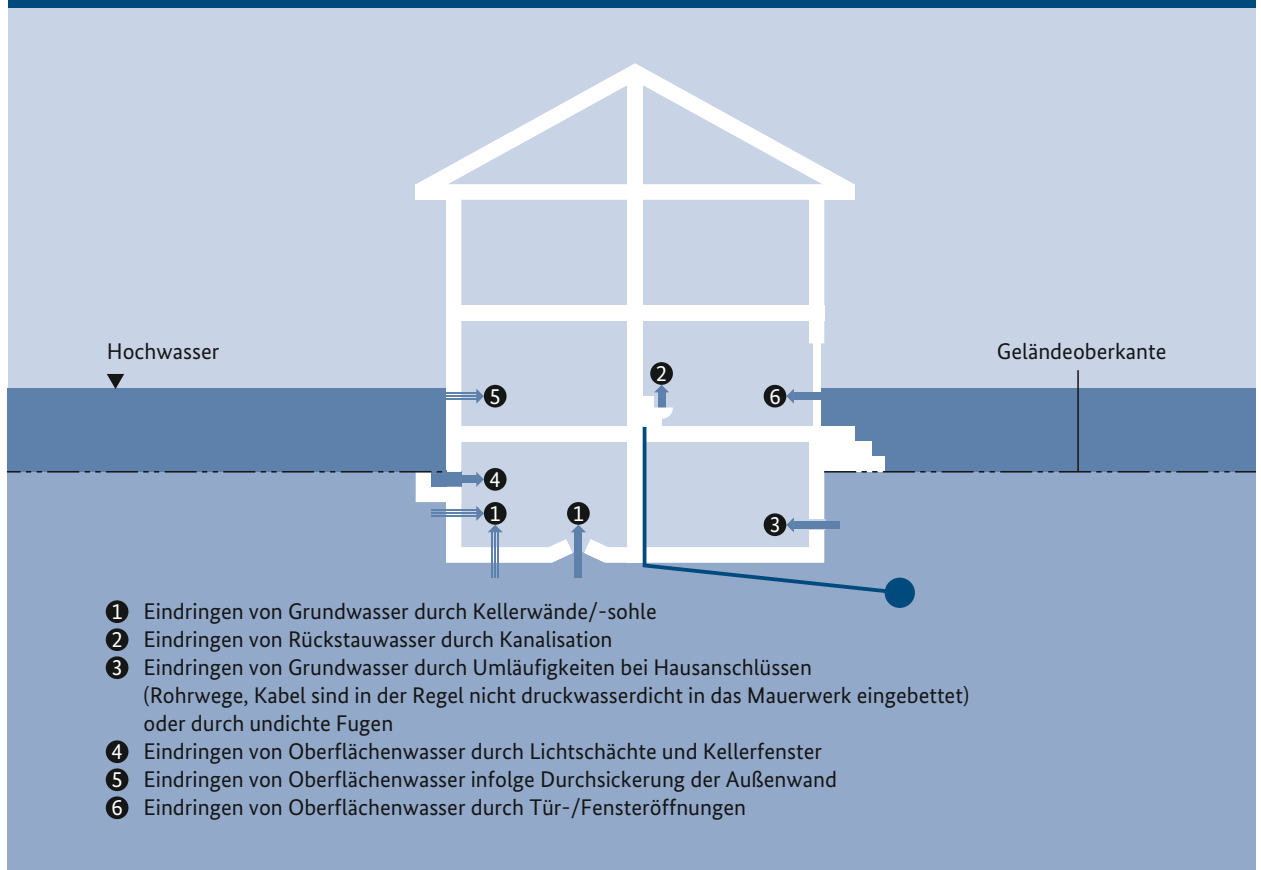 Hochwasser
Geländeoberkante
5
2
6
4
1
1
3
1 Eindringen von Grundwasser durch Kellerwände/-sohle
2 Eindringen von Rückstauwasser durch Kanalisation
3 Eindringen von Grundwasser durch Umläufigkeiten bei Hausanschlüssen
(Rohrwege, Kabel sind in der Regel nicht druckwasserdicht in das Mauerwerk eingebettet)
oder durch undichte Fugen
4 Eindringen von Oberflächenwasser durch Lichtschächte und Kellerfenster
5 Eindringen von Oberflächenwasser infolge Durchsickerung der Außenwand
6 Eindringen von Oberflächenwasser durch Tür-/Fensteröffnungen